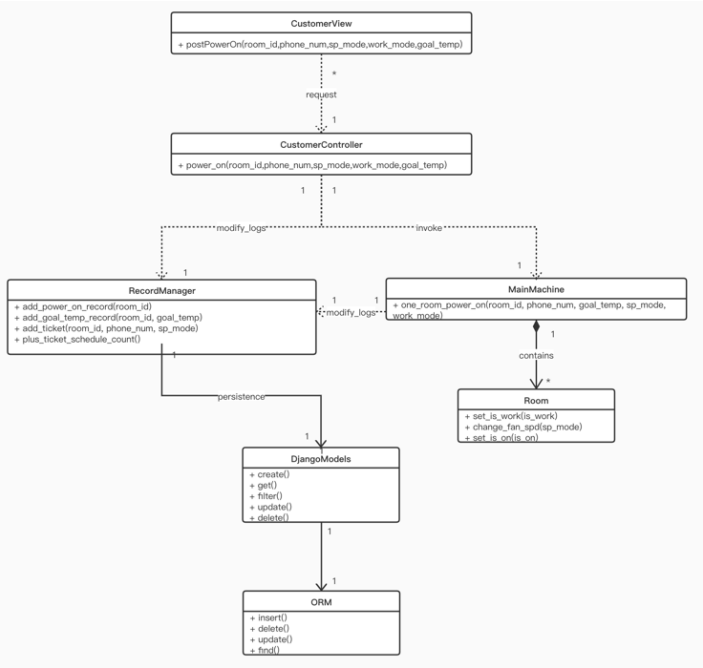 CustomerView
+ postPowerOn(room_id,phone_num,sp_mode,work_mode,goal_temp)
*
request
1
CustomerController
+ power_on(room_id,phone_num,sp_mode,work_mode,goal_temp)
1
1
modify_logs
invoke
1
1
RecordManager
+ add_power_on_record(room_id)
+ add_goal_temp_record(room_id, goal_temp)
+ add_ticket(room_id, phone_num, sp_mode)
+ plus_ticket_schedule_count()
1
1
1
modify_logs
MainMachine
+ one_room_power_on(room_id, phone_num, goal_temp, sp_mode,
work_mode)
1
contains
*
Room
+ set_is_work(is_work)
+ change_fan_spd(sp_mode)
+ set_is_on(is_on)
persistence
1
DjangoModels
+ create()
+ get()
+ filter()
+ update()
+ delete()
1
1
ORM
+ insert()
+ delete()
+ update()
+ find()